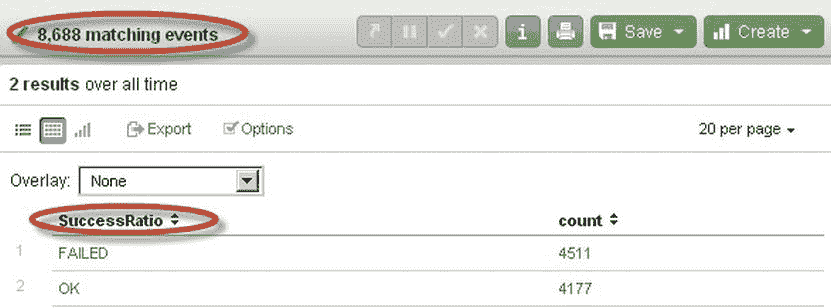 8,688 matching events
i
Save
Create
2 results over all time
Export
Options
20 per page
Overlay: None
SuccessRatio count
1 FAILED 4511
2 OK 4177